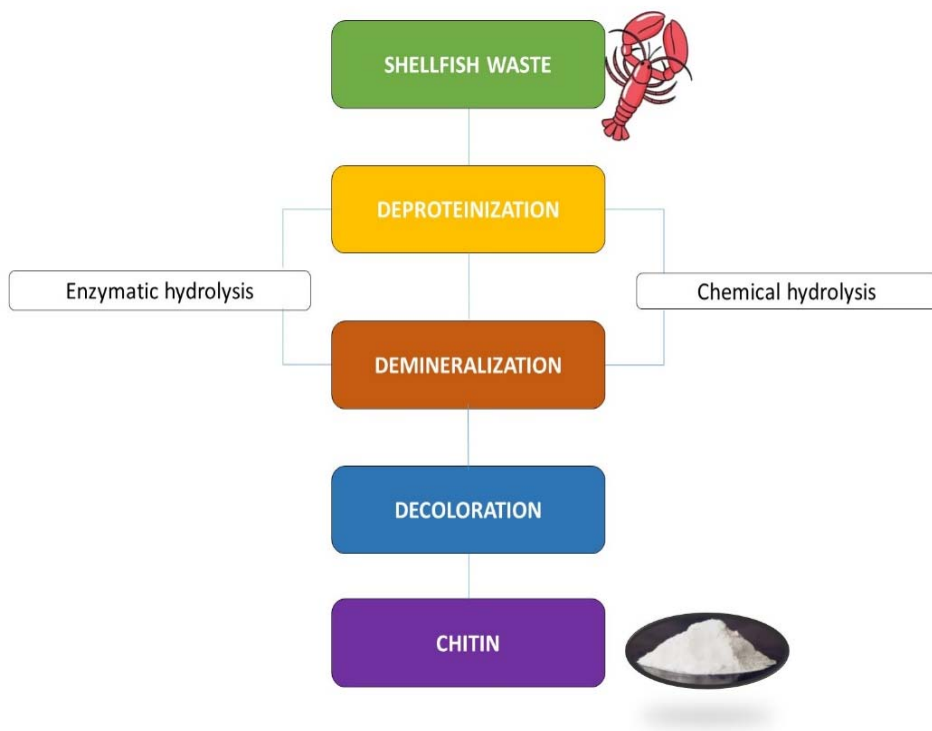 SHELLFISH WASTE
DEPROTEINIZATION
Enzymatic hydrolysis
Chemical hydrolysis
DEMINERALIZATION
DECOLORATION
CHITIN